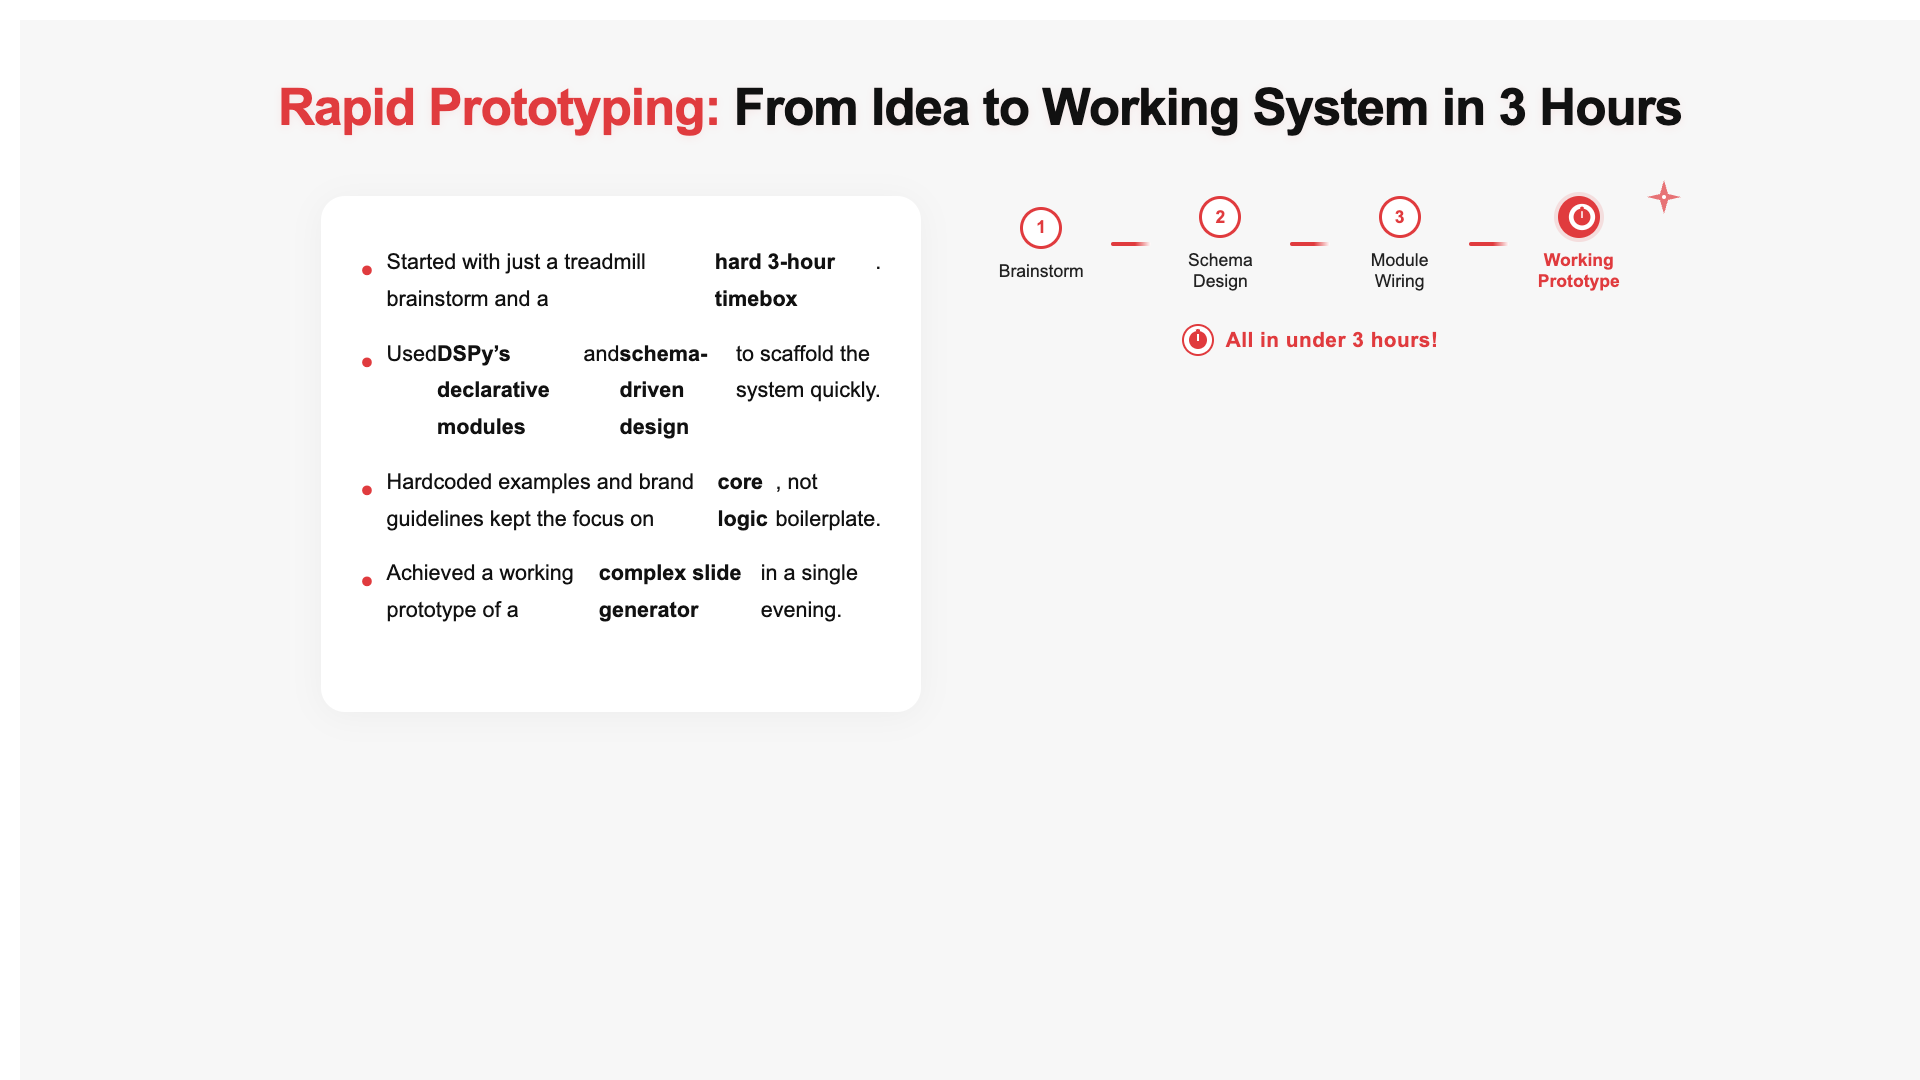 Rapid Prototyping: From Idea to Working System in 3 Hours
Started with just a treadmill brainstorm and a hard 3-hour timebox.
Used DSPy’s declarative modules and schema-driven design to scaffold the system quickly.
Hardcoded examples and brand guidelines kept the focus on core logic, not boilerplate.
Achieved a working prototype of a complex slide generator in a single evening.
1
Brainstorm
2
Schema
Design
3
Module
Wiring
Working
Prototype
All in under 3 hours!